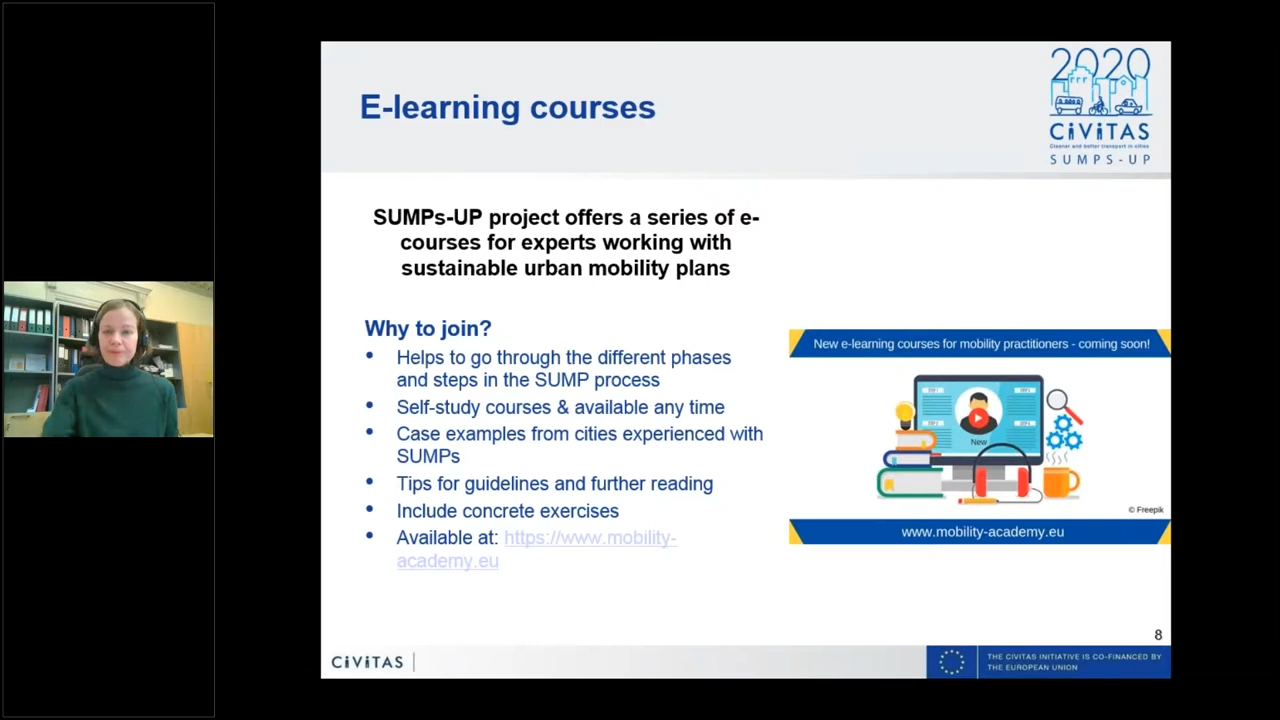 E-learning courses
2020
CiViTAS
Cleaner and better transport in cities
SUMPS-UP
SUMPs-UP project offers a series of e-
courses for experts working with
sustainable urban mobility plans
Why to join?
• Helps to go through the different phases
and steps in the SUMP process
• Self-study courses & available any time
• Case examples from cities experienced with
SUMPs
• Tips for guidelines and further reading
• Include concrete exercises
• Available at: https://www.mobility-
academy.eu
New e-learning courses for mobility practitioners - coming soon!
New
© Freepik
www.mobility-academy.eu
8
CiViTAS
THE CIVITAS INITIATIVE IS CO-FINANCED BY
THE EUROPEAN UNION